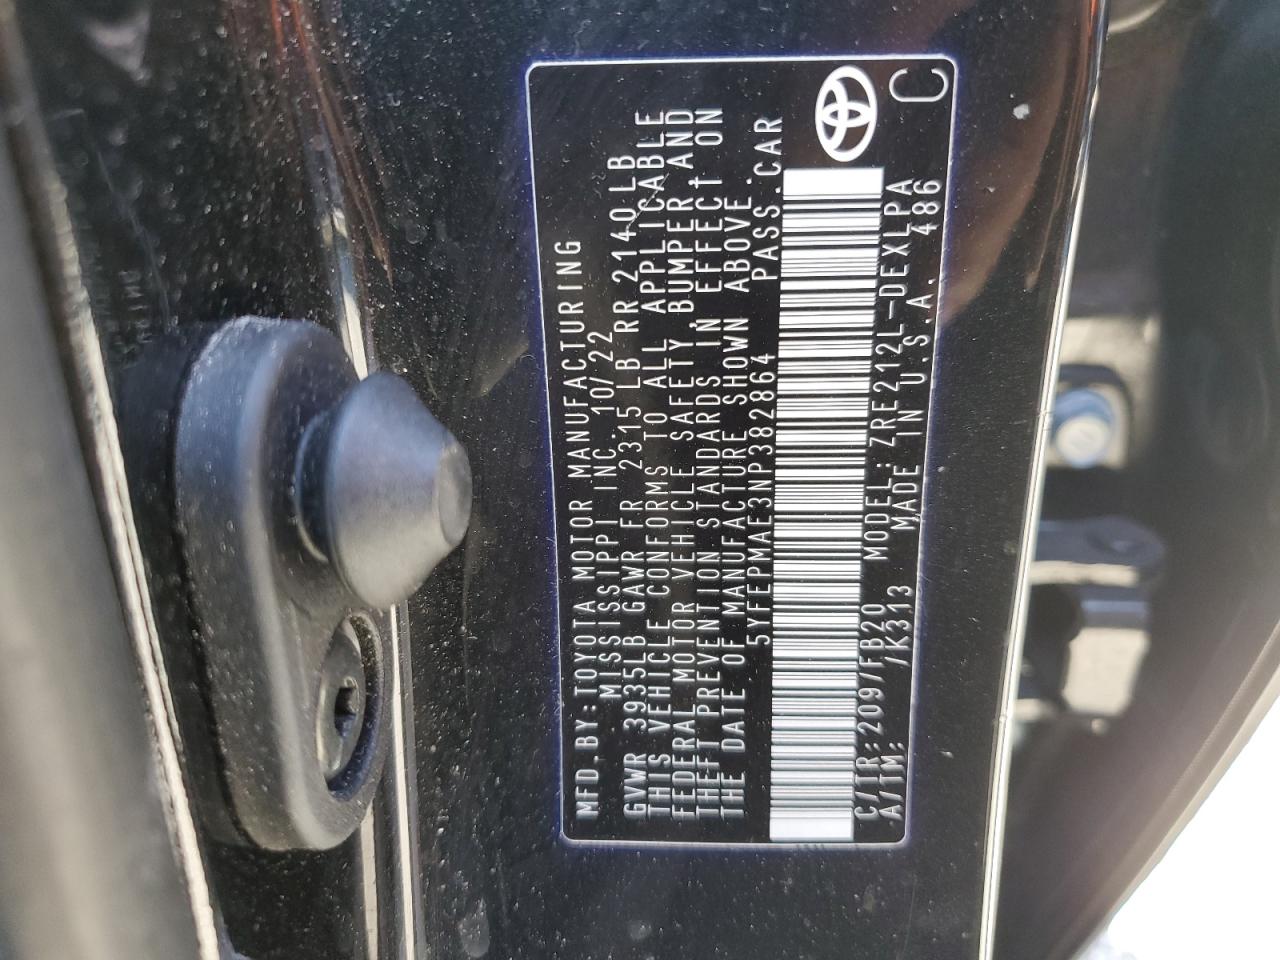 MFD.BY:TOYOTA MOTOR MANUFACTURING
MISSISSIPPI INC. 10/22
GVWR 3935LB GAWR FR 2315 LB RR 2140LB
THIS VEHICLE CONFORMS TO ALL APPLICABLE
FEDERAL MOTOR VEHICLE SAFETY, BUMPER, AND
THEFT PREVENTION STANDARDS IN EFFECT ON
THE DATE OF MANUFACTURE SHOWN ABOVE.
5YFEPMAE3NP382864 PASS.CAR
C/TR:209/FB20 MODEL:ZRE212L-DEXLPA
A/TM: /K313 MADE IN U.S.A. 486
C